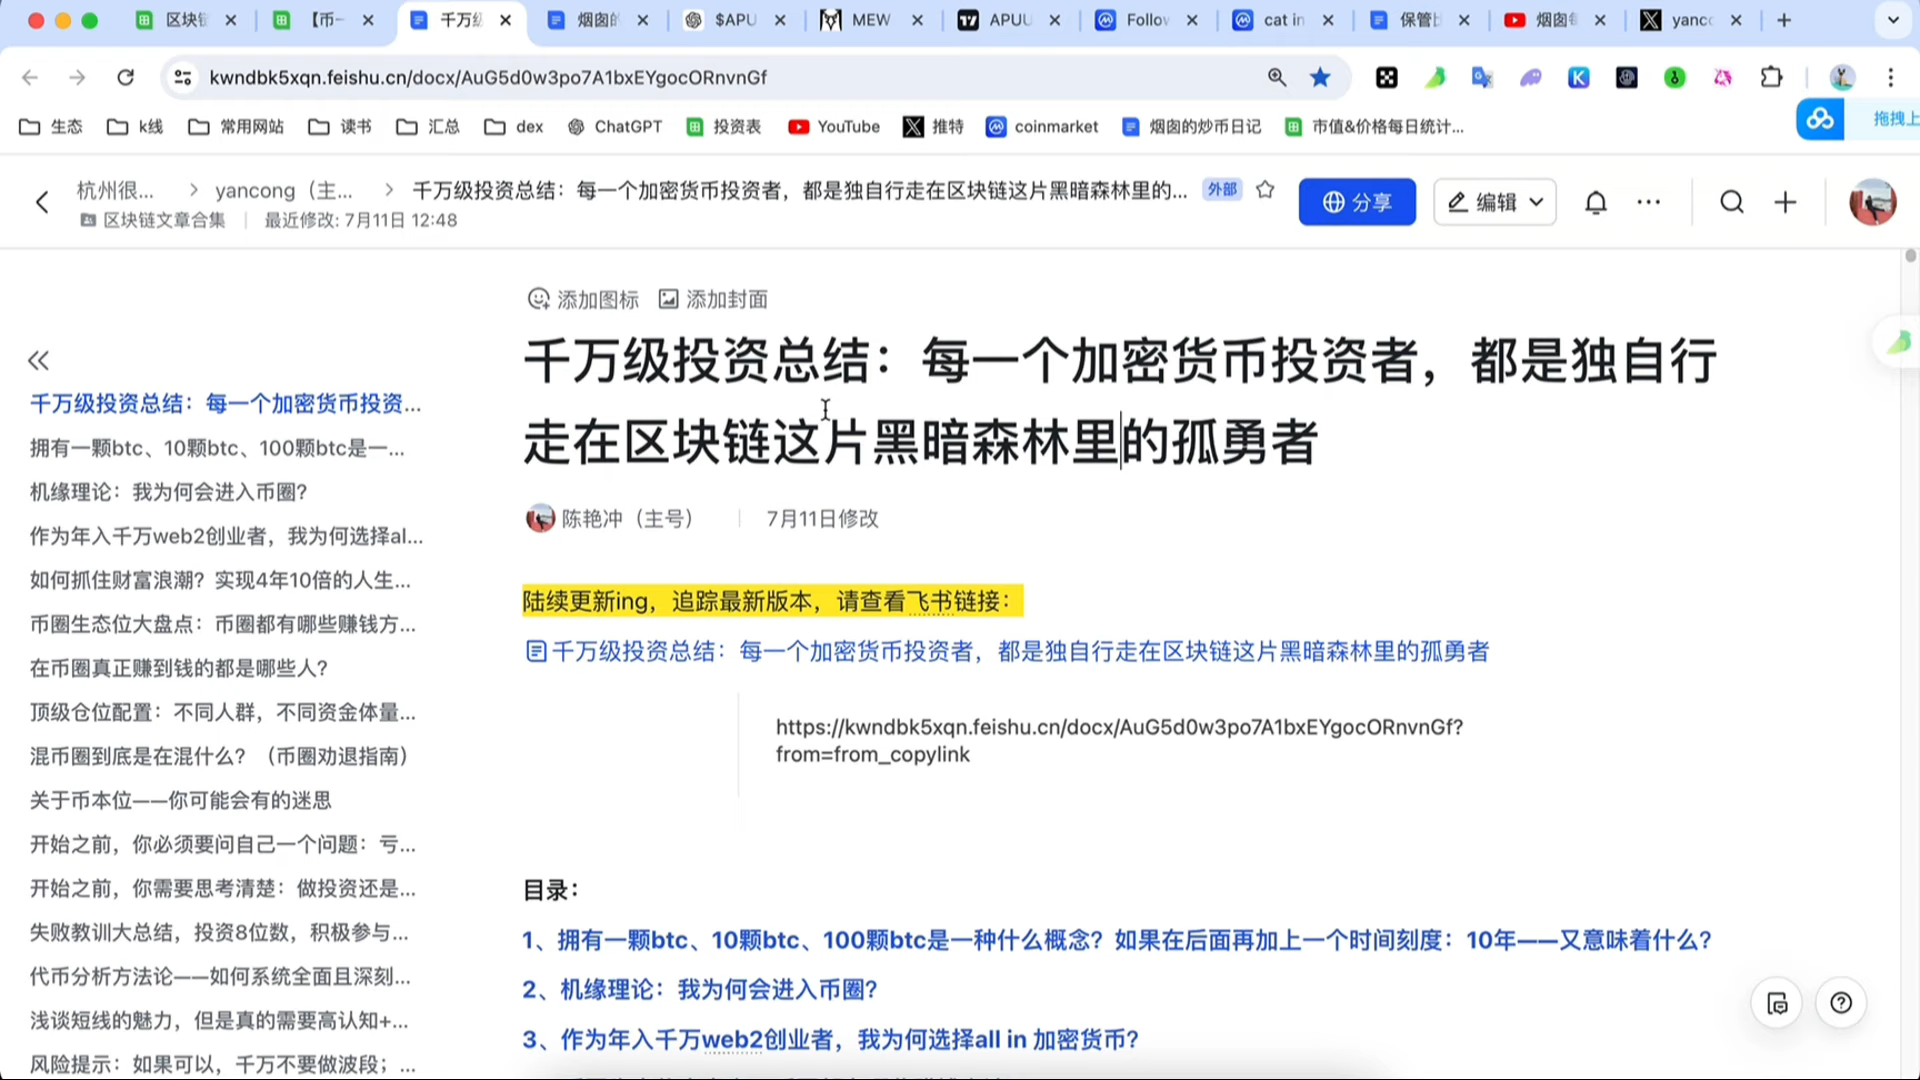 区块
【币一
千万
烟囱的
$APU
MEW
APUU
Follow
cat in
保管
烟囱
yanc
kwndbk5xqn.feishu.cn/docx/AuG5d0w3po7A1bxEYgocORnvnGf
生态
k线
常用网站
读书
汇总
dex
ChatGPT
投资表
YouTube
推特
coinmarket
烟囱的炒币日记
市值&价格每日统计...
拖拽上
杭州很... > yancong（主... > 千万级投资总结：每一个加密货币投资者，都是独自行走在区块链这片黑暗森林里的... 外部
分享
编辑
区块链文章合集 | 最近修改: 7月11日 12:48
添加图标 添加封面
千万级投资总结：每一个加密货币投资者，都是独自行
走在区块链这片黑暗森林里的孤勇者
陈艳冲（主号） | 7月11日修改
陆续更新ing，追踪最新版本，请查看飞书链接：
千万级投资总结：每一个加密货币投资者，都是独自行走在区块链这片黑暗森林里的孤勇者
https://kwndbk5xqn.feishu.cn/docx/AuG5d0w3po7A1bxEYgocORnvnGf?
from=from_copylink
目录：
1、拥有一颗btc、10颗btc、100颗btc是一种什么概念？如果在后面再加上一个时间刻度：10年——又意味着什么？
2、机缘理论：我为何会进入币圈？
3、作为年入千万web2创业者，我为何选择all in 加密货币？
千万级投资总结：每一个加密货币投资...
拥有一颗btc、10颗btc、100颗btc是一...
机缘理论：我为何会进入币圈？
作为年入千万web2创业者，我为何选择al...
如何抓住财富浪潮？实现4年10倍的人生...
币圈生态位大盘点：币圈都有哪些赚钱方...
在币圈真正赚到钱的都是哪些人？
顶级仓位配置：不同人群，不同资金体量...
混币圈到底是在混什么？（币圈劝退指南）
关于币本位——你可能会有的迷思
开始之前，你必须要问自己一个问题：亏...
开始之前，你需要思考清楚：做投资还是...
失败教训大总结，投资8位数，积极参与...
代币分析方法论——如何系统全面且深刻...
浅谈短线的魅力，但是真的需要高认知+...
风险提示：如果可以，千万不要做波段；...